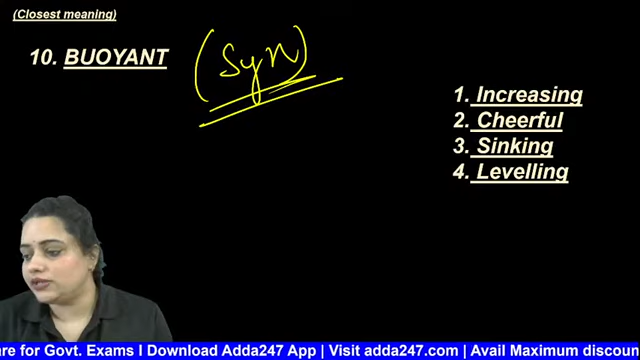 (Closest meaning)
10. BUOYANT
(Syn)
1. Increasing
2. Cheerful
3. Sinking
4. Levelling
are for Govt. Exams I Download Adda247 App | Visit adda247.com | Avail Maximum discoun